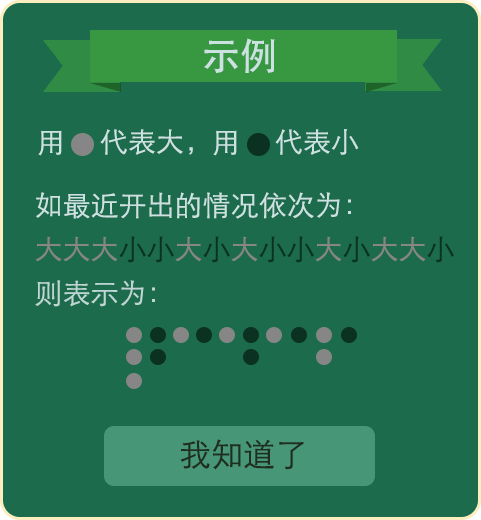 示例
用代表大，用代表小
如最近开出的情况依次为：
大大大小小大小大小小大小大大小
则表示为：
我知道了